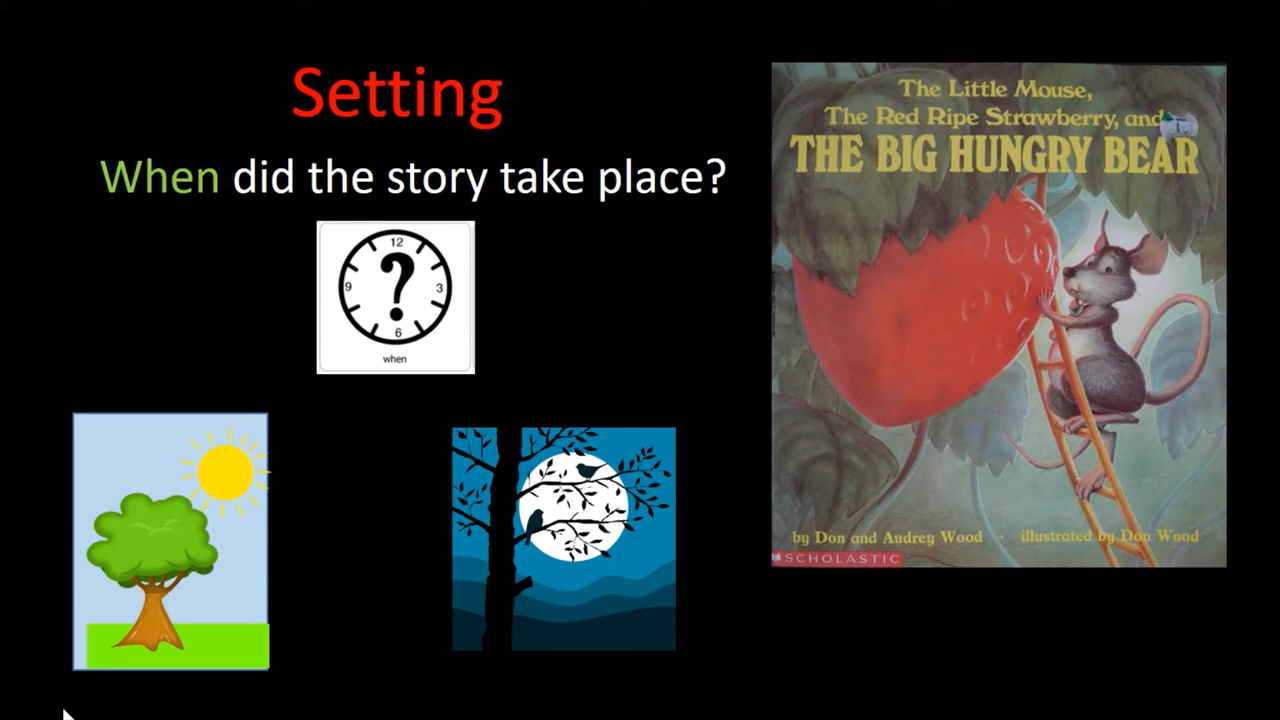 Setting
When did the story take place?
12
9
3
6
?
when
The Little Mouse,
The Red Ripe Strawberry, and
THE BIG HUNGRY BEAR
by Don and Audrey Wood · illustrated by Don Wood
SCHOLASTIC